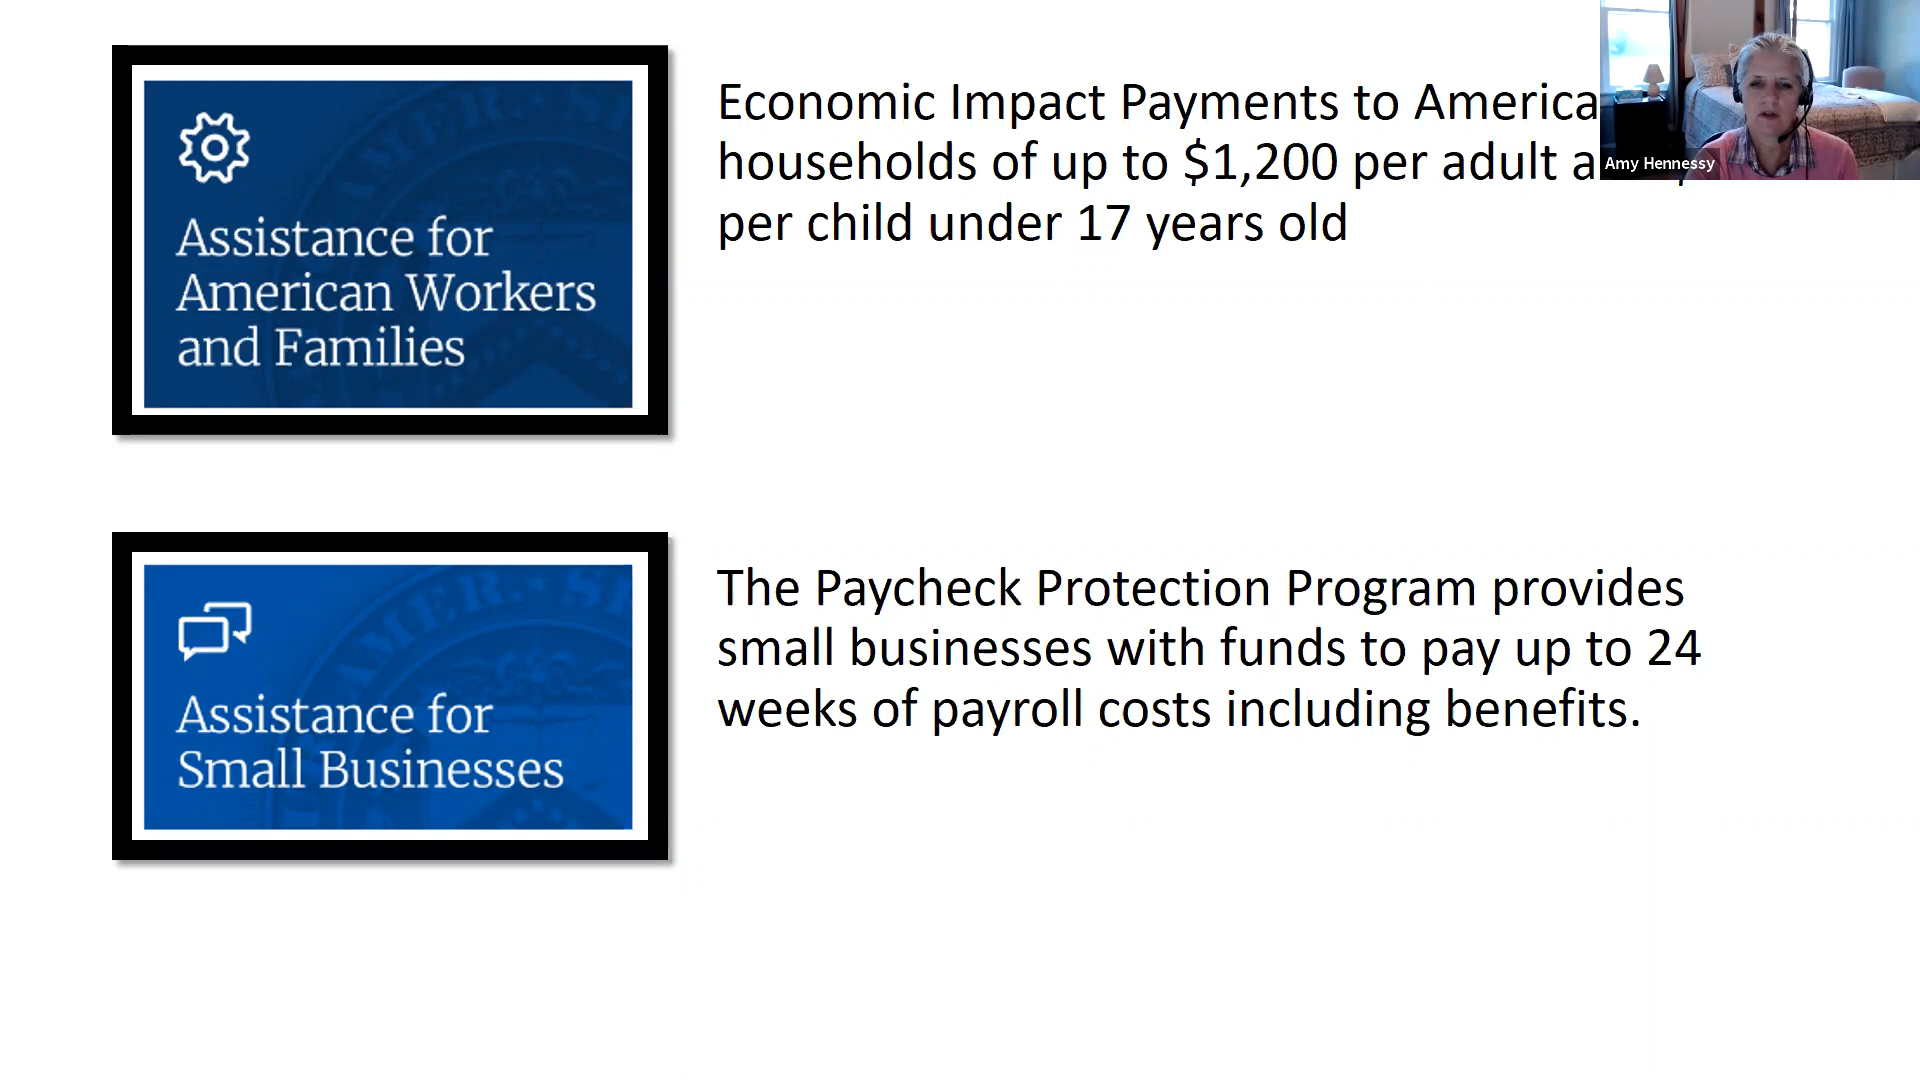 Assistance for
American Workers
and Families
Economic Impact Payments to America
households of up to $1,200 per adult a
per child under 17 years old
Amy Hennessy
Assistance for
Small Businesses
The Paycheck Protection Program provides
small businesses with funds to pay up to 24
weeks of payroll costs including benefits.